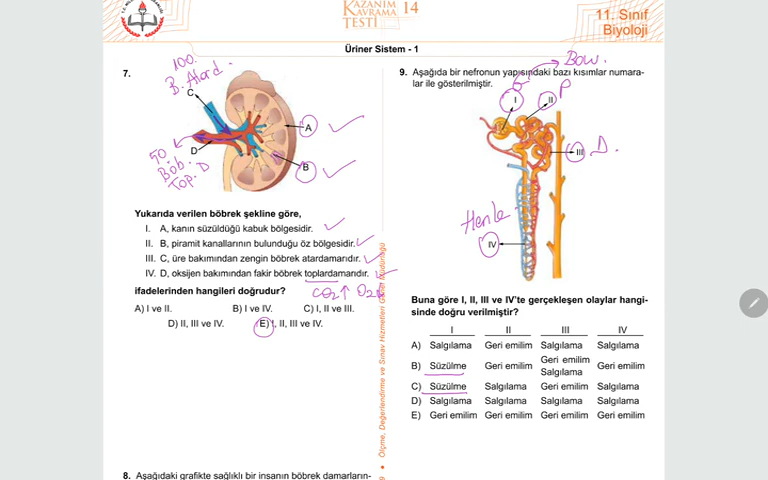 KAZANIM
KAVRAMA
TESTİ
14
11. Sınıf
Biyoloji
Üriner Sistem - 1
7.
100.
B. Atard.
C
A
D
B
50
Böb.
Top. D
Yukarıda verilen böbrek şekline göre,
I. A, kanın süzüldüğü kabuk bölgesidir.
II. B, piramit kanallarının bulunduğu öz bölgesidir.
III. C, üre bakımından zengin böbrek atardamarıdır.
IV. D, oksijen bakımından fakir böbrek toplardamarıdır.
ifadelerinden hangileri doğrudur?
CO2↑ O2
A) I ve II. B) I ve IV. C) I, II ve III.
D) II, III ve IV. E) I, II, III ve IV.
8. Aşağıdaki grafikte sağlıklı bir insanın böbrek damarların-
Ölçme, Değerlendirme ve Sınav Hizmetleri Genel Müdürlüğü
9. Aşağıda bir nefronun yapısındaki bazı kısımlar numara-
lar ile gösterilmiştir.
Bow.
P
I
II
III
D.
Henle
IV
Buna göre I, II, III ve IV'te gerçekleşen olaylar hangi-
sinde doğru verilmiştir?
I II III IV
A) Salgılama Geri emilim Salgılama Salgılama
B) Süzülme Geri emilim Geri emilim Salgılama Geri emilim
C) Süzülme Salgılama Geri emilim Salgılama
D) Salgılama Salgılama Salgılama Salgılama
E) Geri emilim Geri emilim Geri emilim Geri emilim